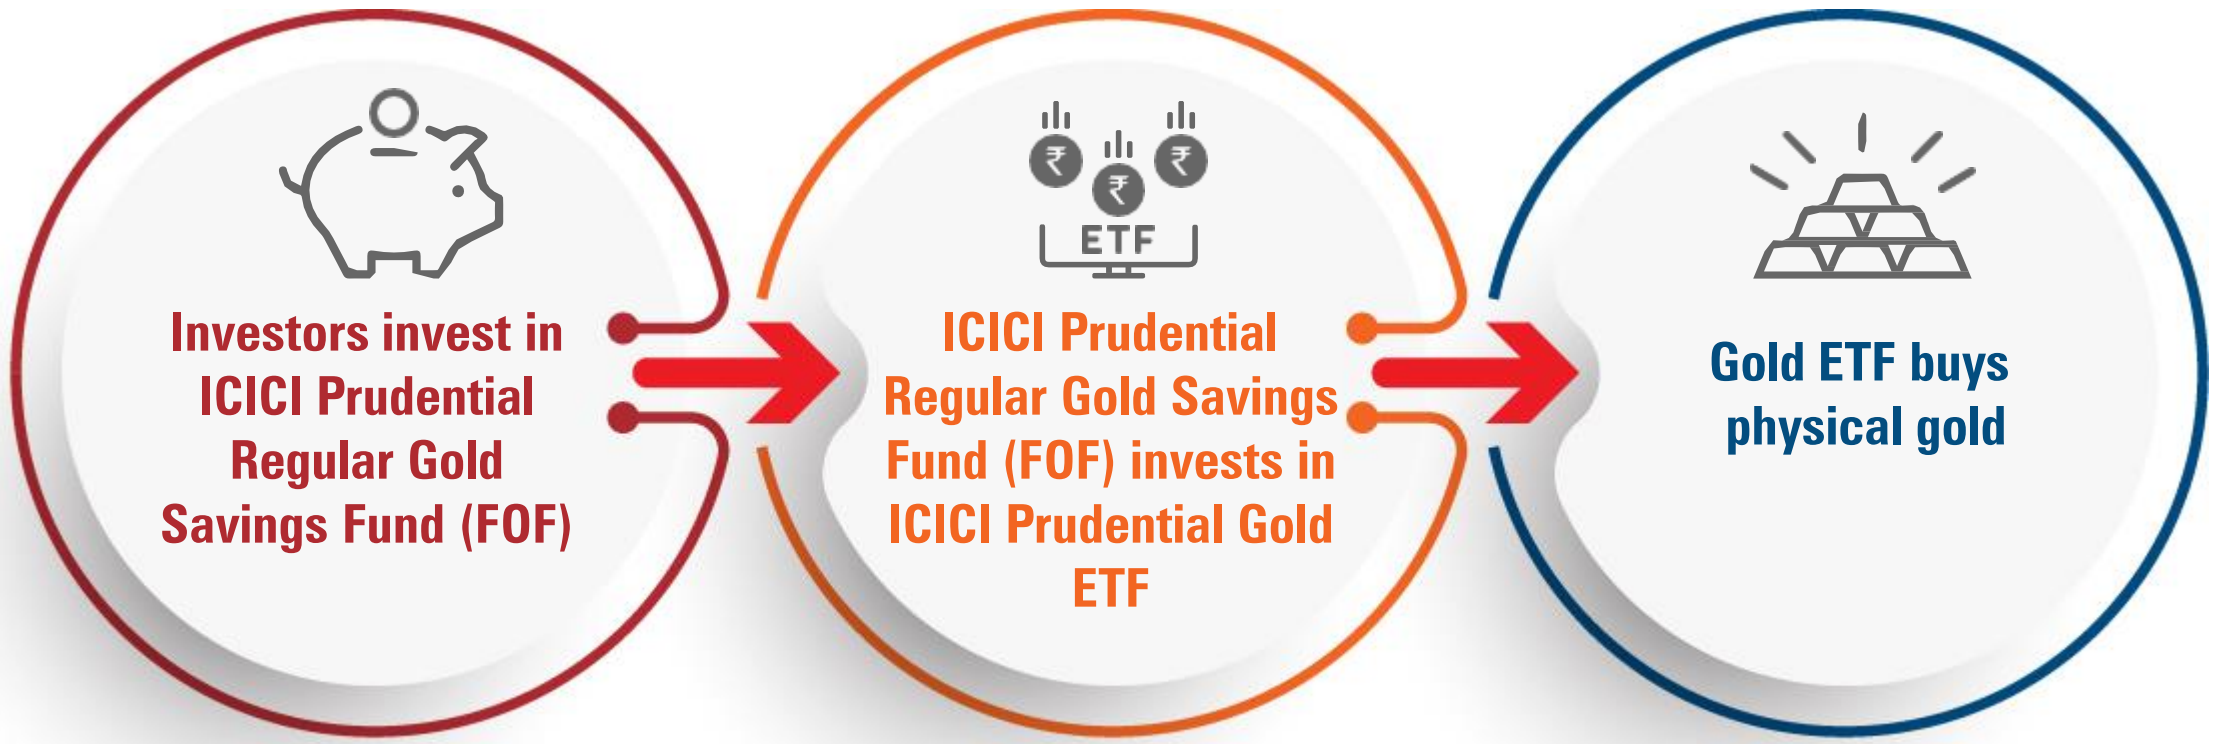 Investors invest in
ICICI Prudential
Regular Gold
Savings Fund (FOF)
₹ ₹ ₹
ETF
ICICI Prudential
Regular Gold Savings
Fund (FOF) invests in
ICICI Prudential Gold
ETF
Gold ETF buys
physical gold